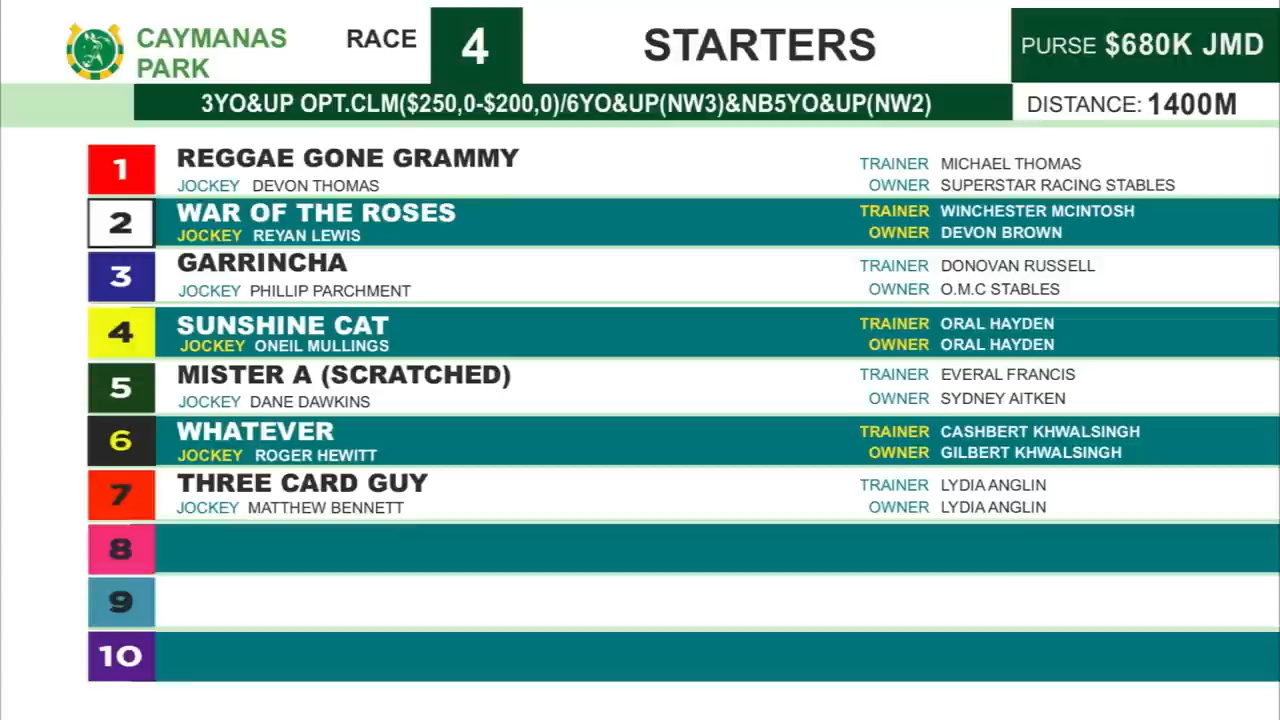 CAYMANAS PARK
RACE 4
STARTERS
PURSE $680K JMD
3YO&UP OPT.CLM($250,0-$200,0)/6YO&UP(NW3)&NB5YO&UP(NW2)
DISTANCE: 1400M
1 REGGAE GONE GRAMMY TRAINER MICHAEL THOMAS
JOCKEY DEVON THOMAS OWNER SUPERSTAR RACING STABLES
2 WAR OF THE ROSES TRAINER WINCHESTER MCINTOSH
JOCKEY REYAN LEWIS OWNER DEVON BROWN
3 GARRINCHA TRAINER DONOVAN RUSSELL
JOCKEY PHILLIP PARCHMENT OWNER O.M.C STABLES
4 SUNSHINE CAT TRAINER ORAL HAYDEN
JOCKEY ONEIL MULLINGS OWNER ORAL HAYDEN
5 MISTER A (SCRATCHED) TRAINER EVERAL FRANCIS
JOCKEY DANE DAWKINS OWNER SYDNEY AITKEN
6 WHATEVER TRAINER CASHBERT KHWALSINGH
JOCKEY ROGER HEWITT OWNER GILBERT KHWALSINGH
7 THREE CARD GUY TRAINER LYDIA ANGLIN
JOCKEY MATTHEW BENNETT OWNER LYDIA ANGLIN
8
9
10